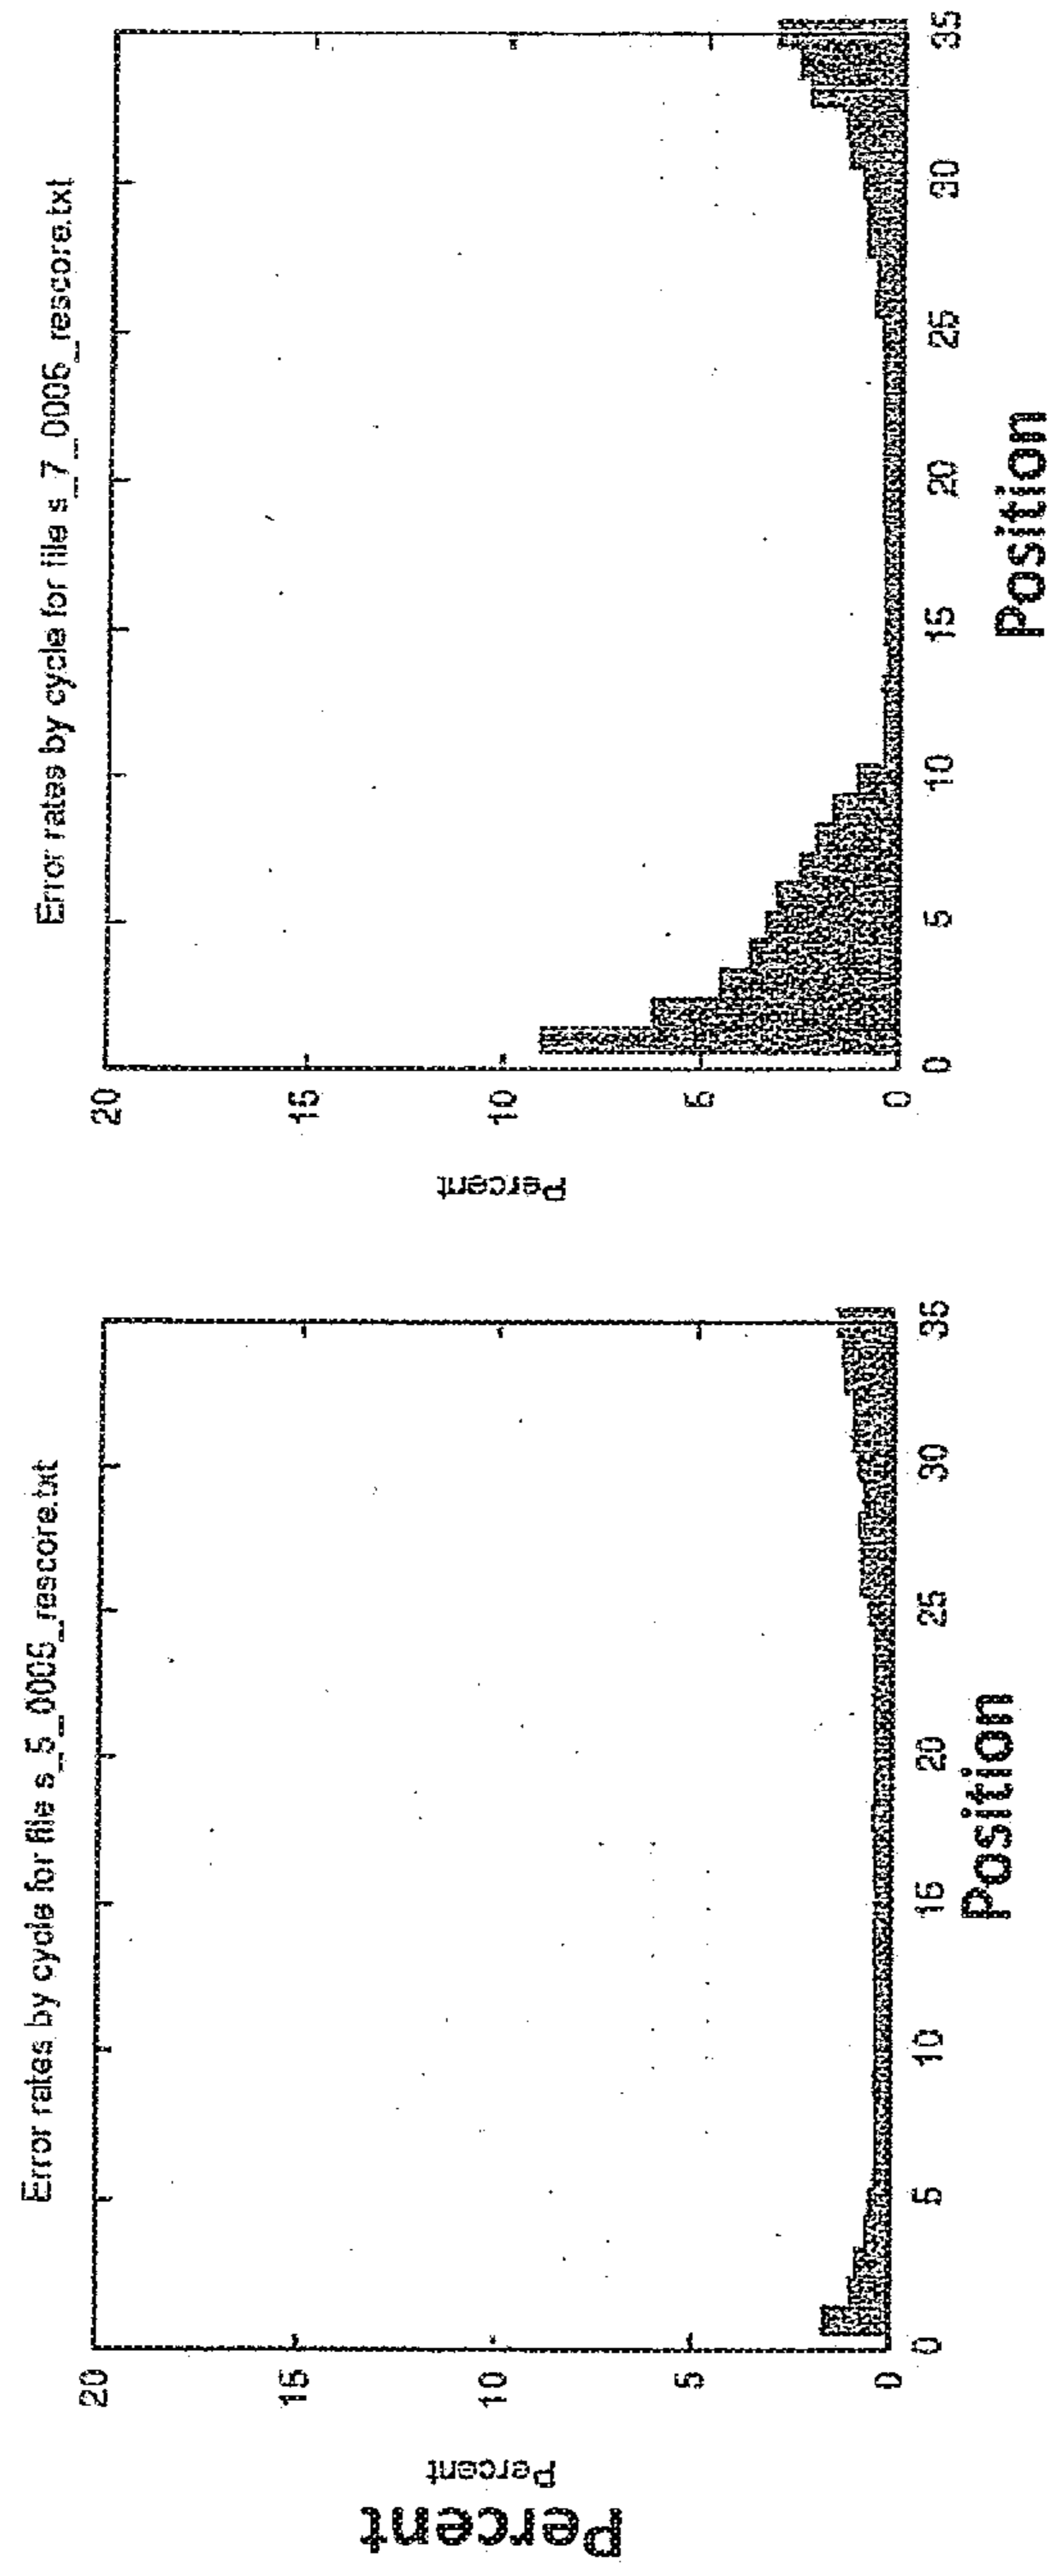 Error rates by cycle for file s_5_0005_rescore.txt
Percent
Percent
20
15
10
5
0
0 5 10 15 20 25 30 35
Position
Error rates by cycle for file s_7_0005_rescore.txt
Percent
20
15
10
5
0
0 5 10 15 20 25 30 35
Position